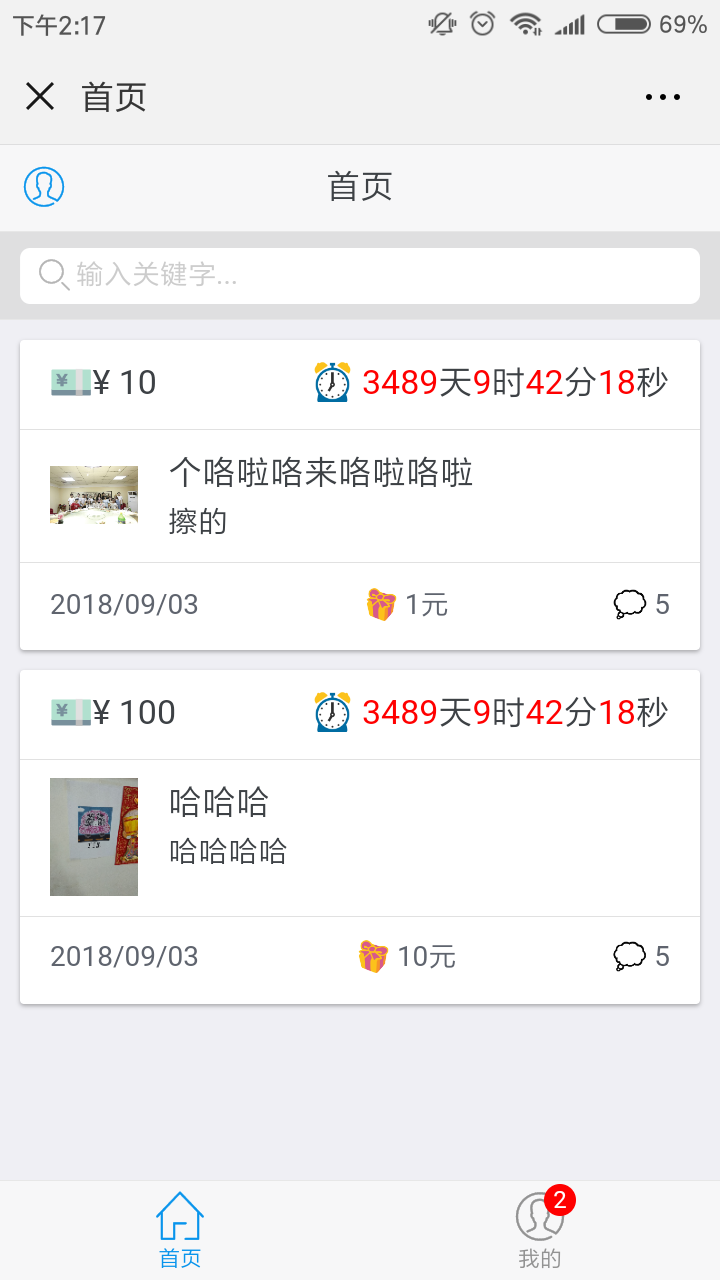 下午2:17
69%
首页
首页
输入关键字...
¥ 10
3489天9时42分18秒
个咯啦咯来咯啦咯啦
擦的
2018/09/03
1元
5
¥ 100
3489天9时42分18秒
哈哈哈
哈哈哈哈
2018/09/03
10元
5
2
首页
我的